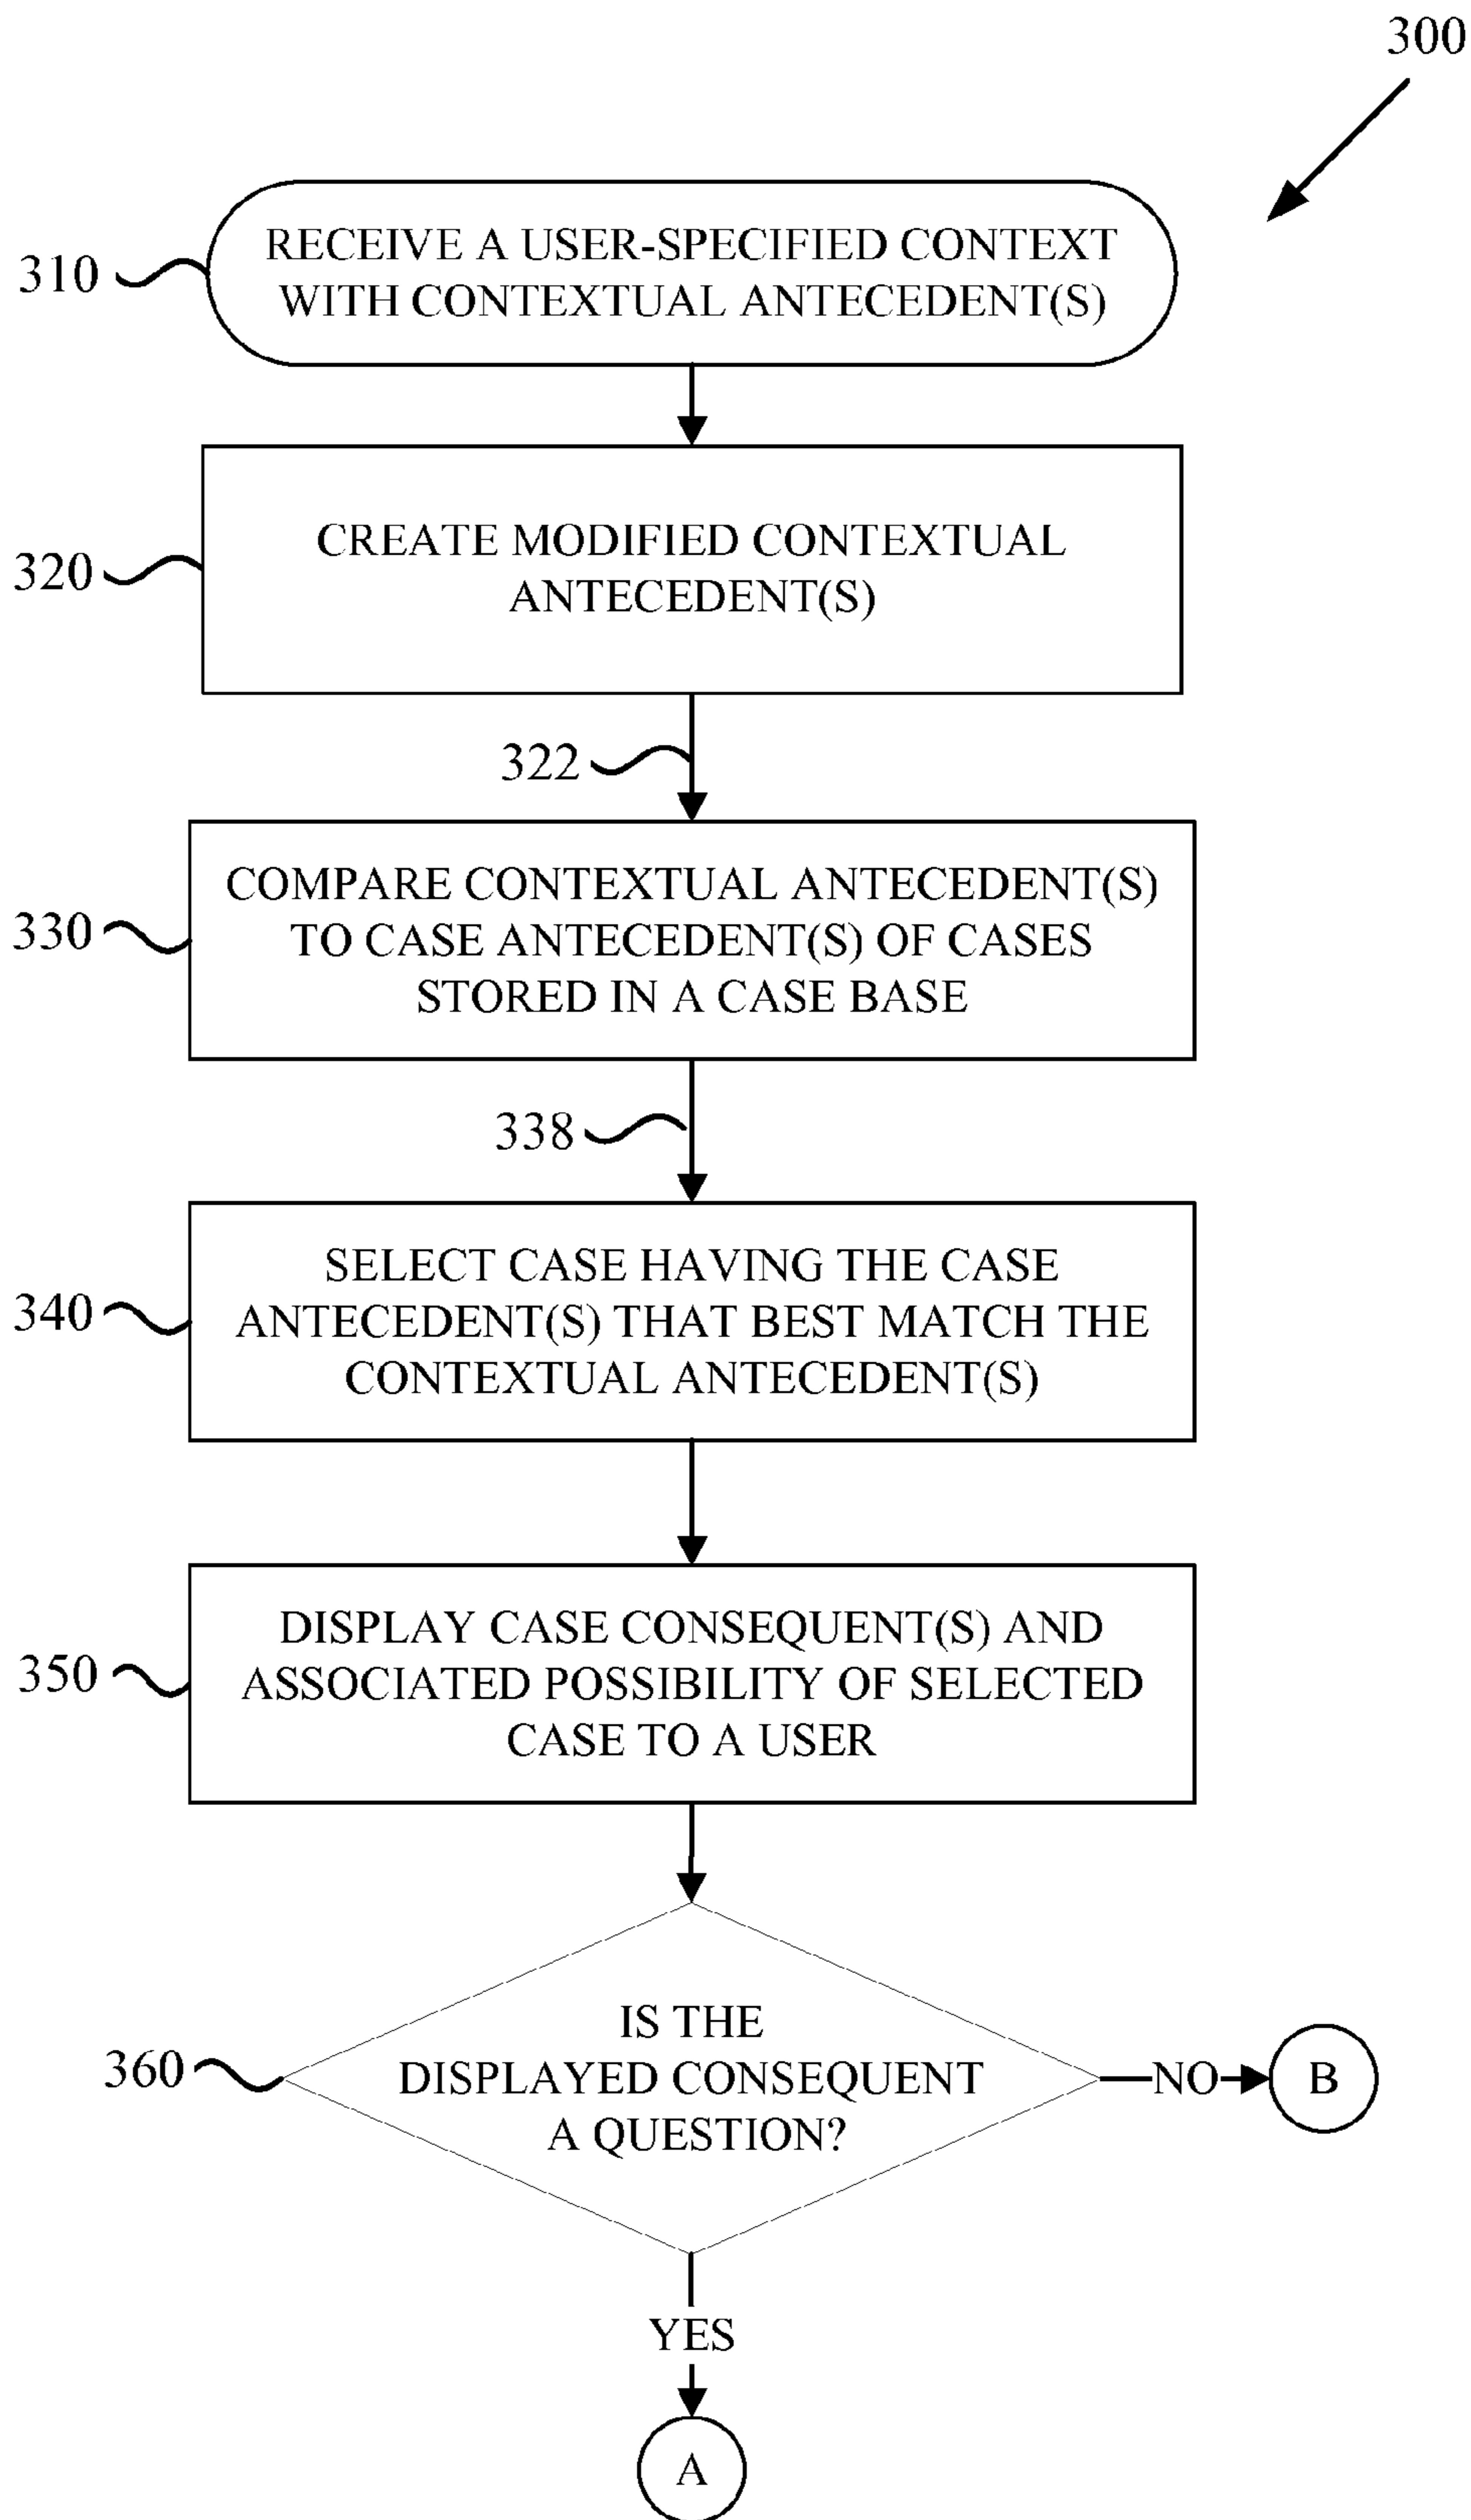 300
310
RECEIVE A USER-SPECIFIED CONTEXT
WITH CONTEXTUAL ANTECEDENT(S)
320
CREATE MODIFIED CONTEXTUAL
ANTECEDENT(S)
322
330
COMPARE CONTEXTUAL ANTECEDENT(S)
TO CASE ANTECEDENT(S) OF CASES
STORED IN A CASE BASE
338
340
SELECT CASE HAVING THE CASE
ANTECEDENT(S) THAT BEST MATCH THE
CONTEXTUAL ANTECEDENT(S)
350
DISPLAY CASE CONSEQUENT(S) AND
ASSOCIATED POSSIBILITY OF SELECTED
CASE TO A USER
360
IS THE
DISPLAYED CONSEQUENT
A QUESTION?
NO
B
YES
A